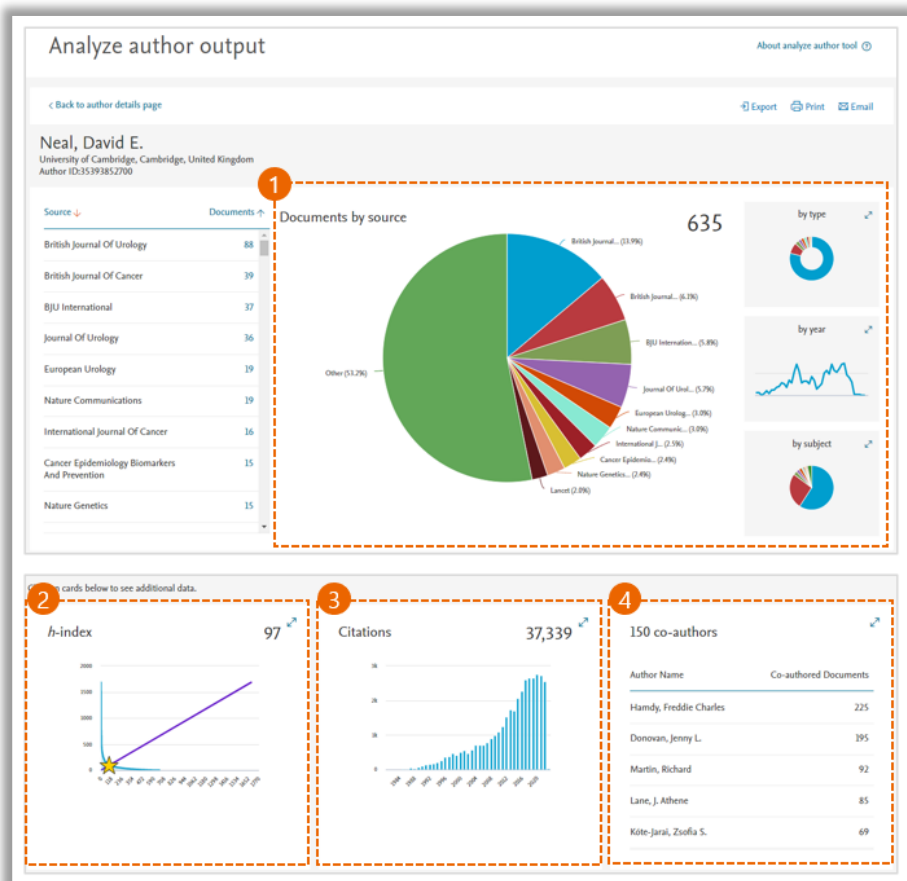 Analyze author output
About analyze author tool
Back to author details page
Export Print Email
Neal, David E.
University of Cambridge, Cambridge, United Kingdom
Author ID:35393852700
1
Source Documents
British Journal Of Urology 88
British Journal Of Cancer 39
BJU International 37
Journal Of Urology 36
European Urology 19
Nature Communications 19
International Journal Of Cancer 16
Cancer Epidemiology Biomarkers
And Prevention 15
Nature Genetics 15
Documents by source 635
British Journal... (13.9%)
British Journal... (6.1%)
BJU Internation... (5.8%)
Journal Of Urol... (5.7%)
European Urolog... (3.0%)
Nature Communic... (3.0%)
International J... (2.5%)
Cancer Epidemio... (2.4%)
Nature Genetics... (2.4%)
Lancet (2.0%)
Other (53.2%)
by type
by year
by subject
cards below to see additional data.
2
h-index 97
2000
1500
1000
500
0
3
Citations 37,339
3k
2k
1k
0
4
150 co-authors
Author Name Co-authored Documents
Hamdy, Freddie Charles 225
Donovan, Jenny L. 195
Martin, Richard 92
Lane, J. Athene 85
Kóte-Jarai, Zsofia S. 69